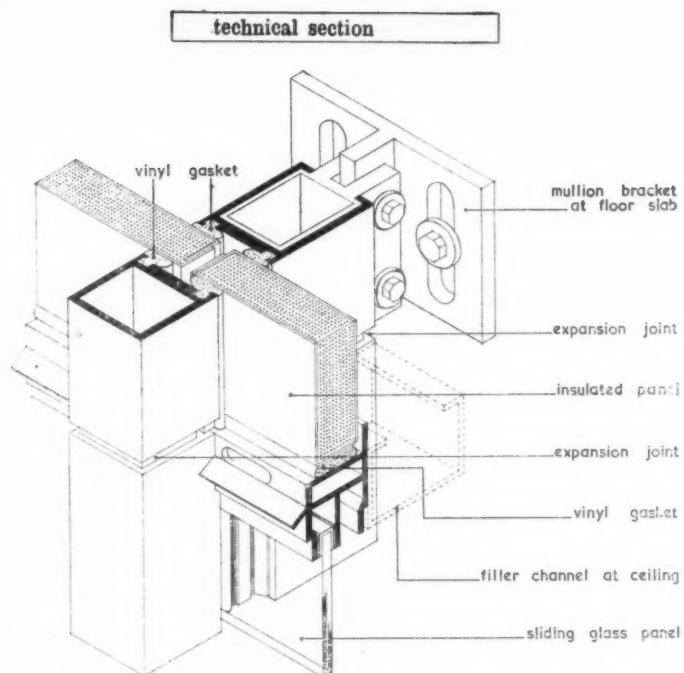 technical section
vinyl gasket
mullion bracket
at floor slab
expansion joint
insulated panel
expansion joint
vinyl gasket
filler channel at ceiling
sliding glass panel